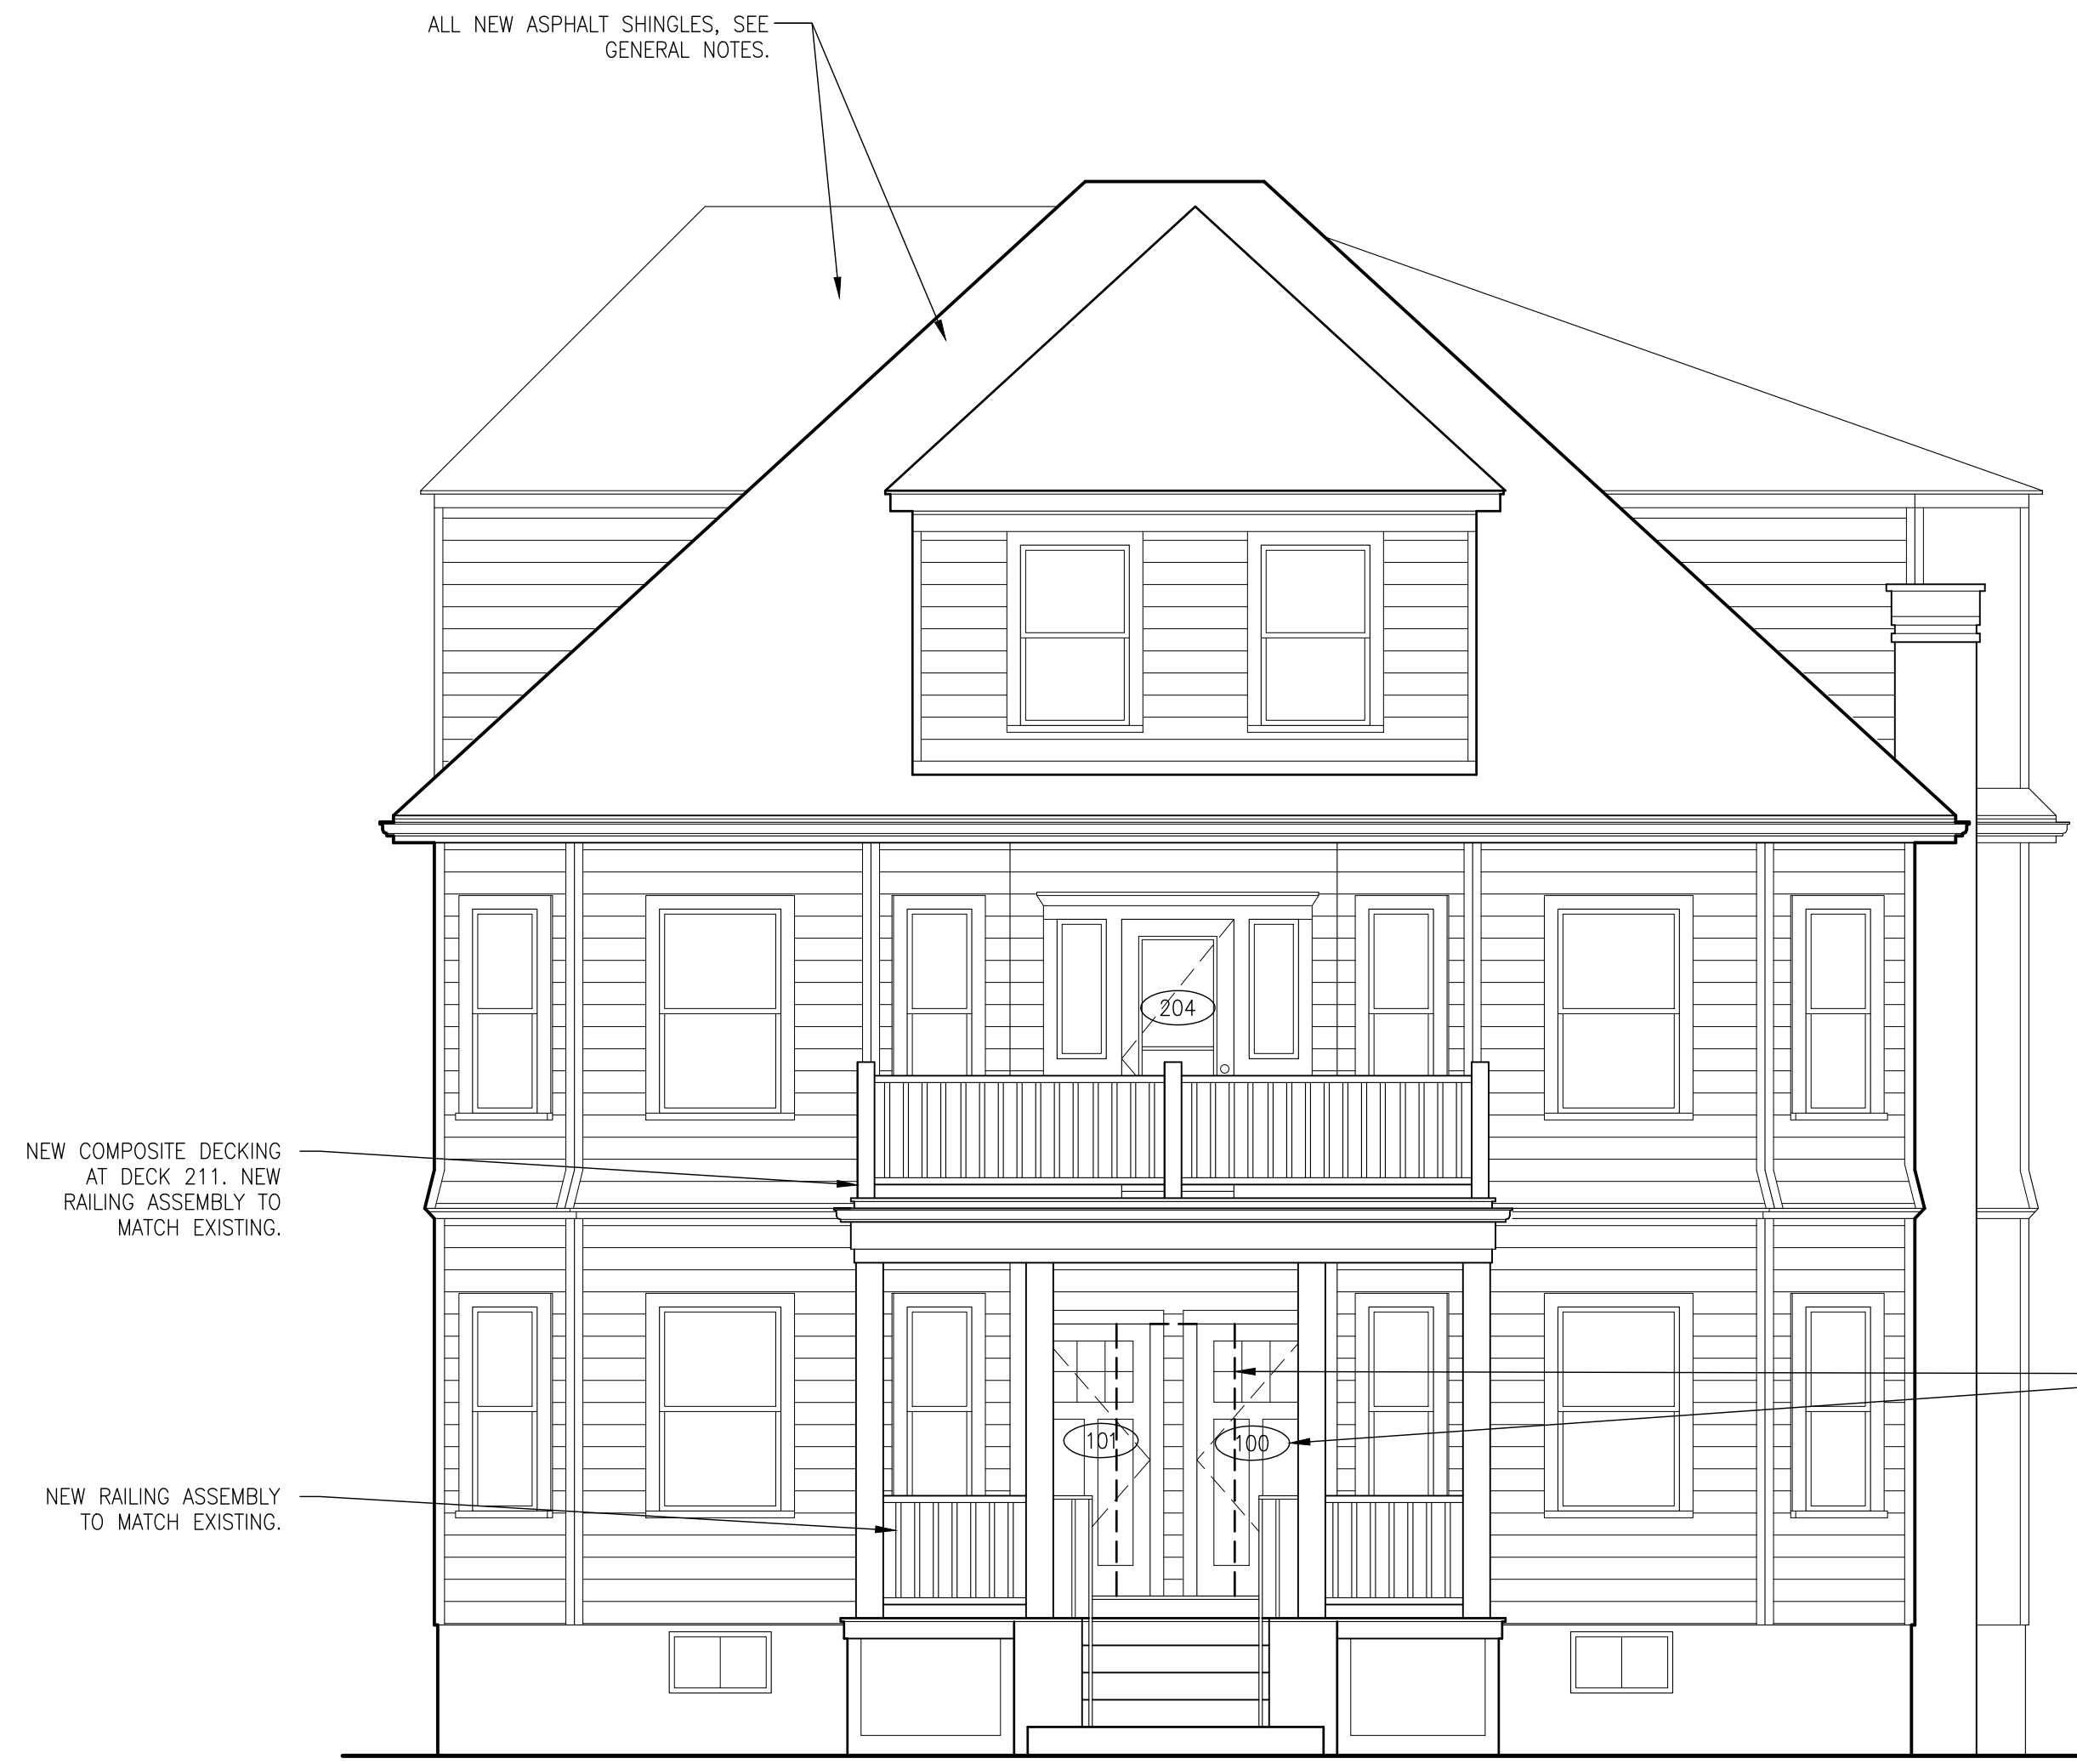 ALL NEW ASPHALT SHINGLES, SEE
GENERAL NOTES.
204
NEW COMPOSITE DECKING
AT DECK 211. NEW
RAILING ASSEMBLY TO
MATCH EXISTING.
101
100
NEW RAILING ASSEMBLY
TO MATCH EXISTING.